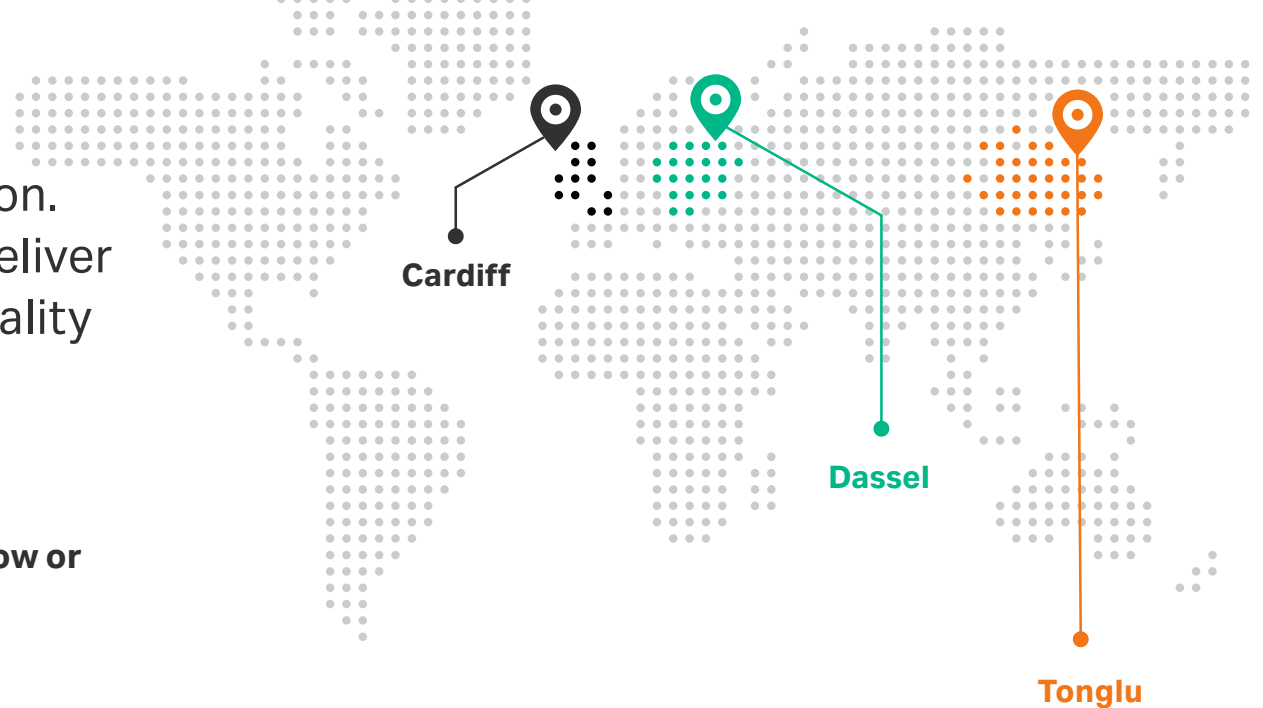 on.
eliver
ality
Cardiff
Dassel
ow or
Tonglu